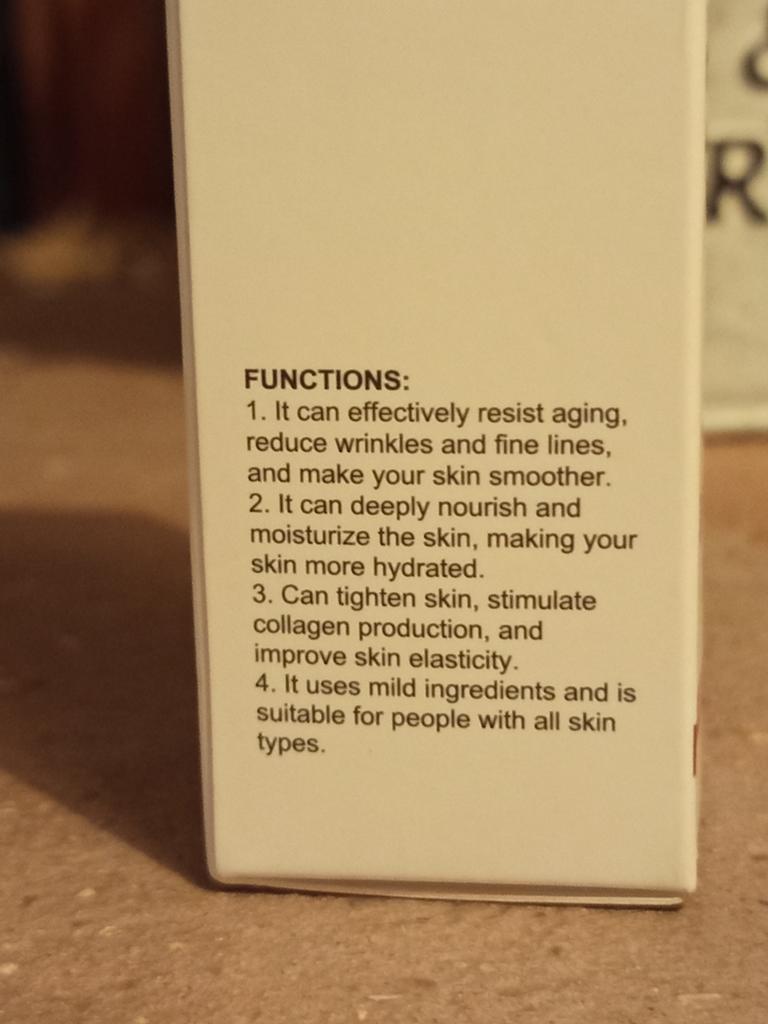 FUNCTIONS:
1. It can effectively resist aging,
reduce wrinkles and fine lines,
and make your skin smoother.
2. It can deeply nourish and
moisturize the skin, making your
skin more hydrated.
3. Can tighten skin, stimulate
collagen production, and
improve skin elasticity.
4. It uses mild ingredients and is
suitable for people with all skin
types.
R